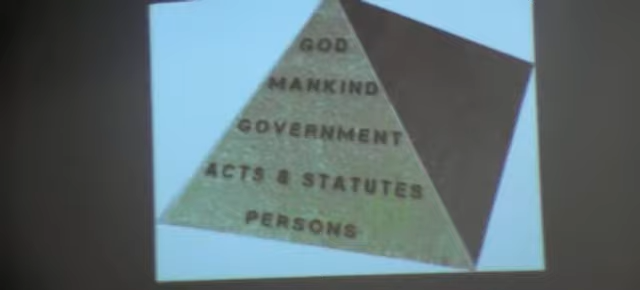 GOD
MANKIND
GOVERNMENT
ACTS & STATUTES
PERSONS